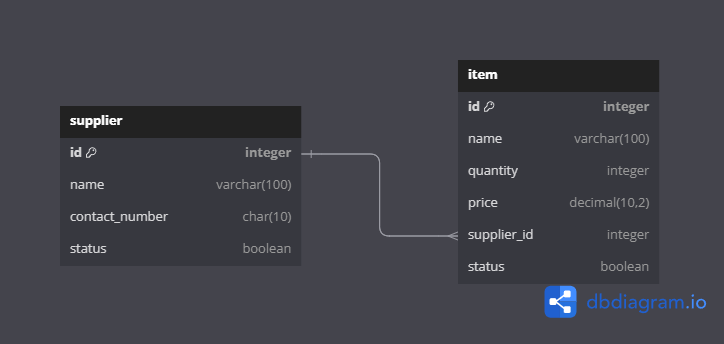 supplier
id integer
name varchar(100)
contact_number char(10)
status boolean
item
id integer
name varchar(100)
quantity integer
price decimal(10,2)
supplier_id integer
status boolean
dbdiagram.io